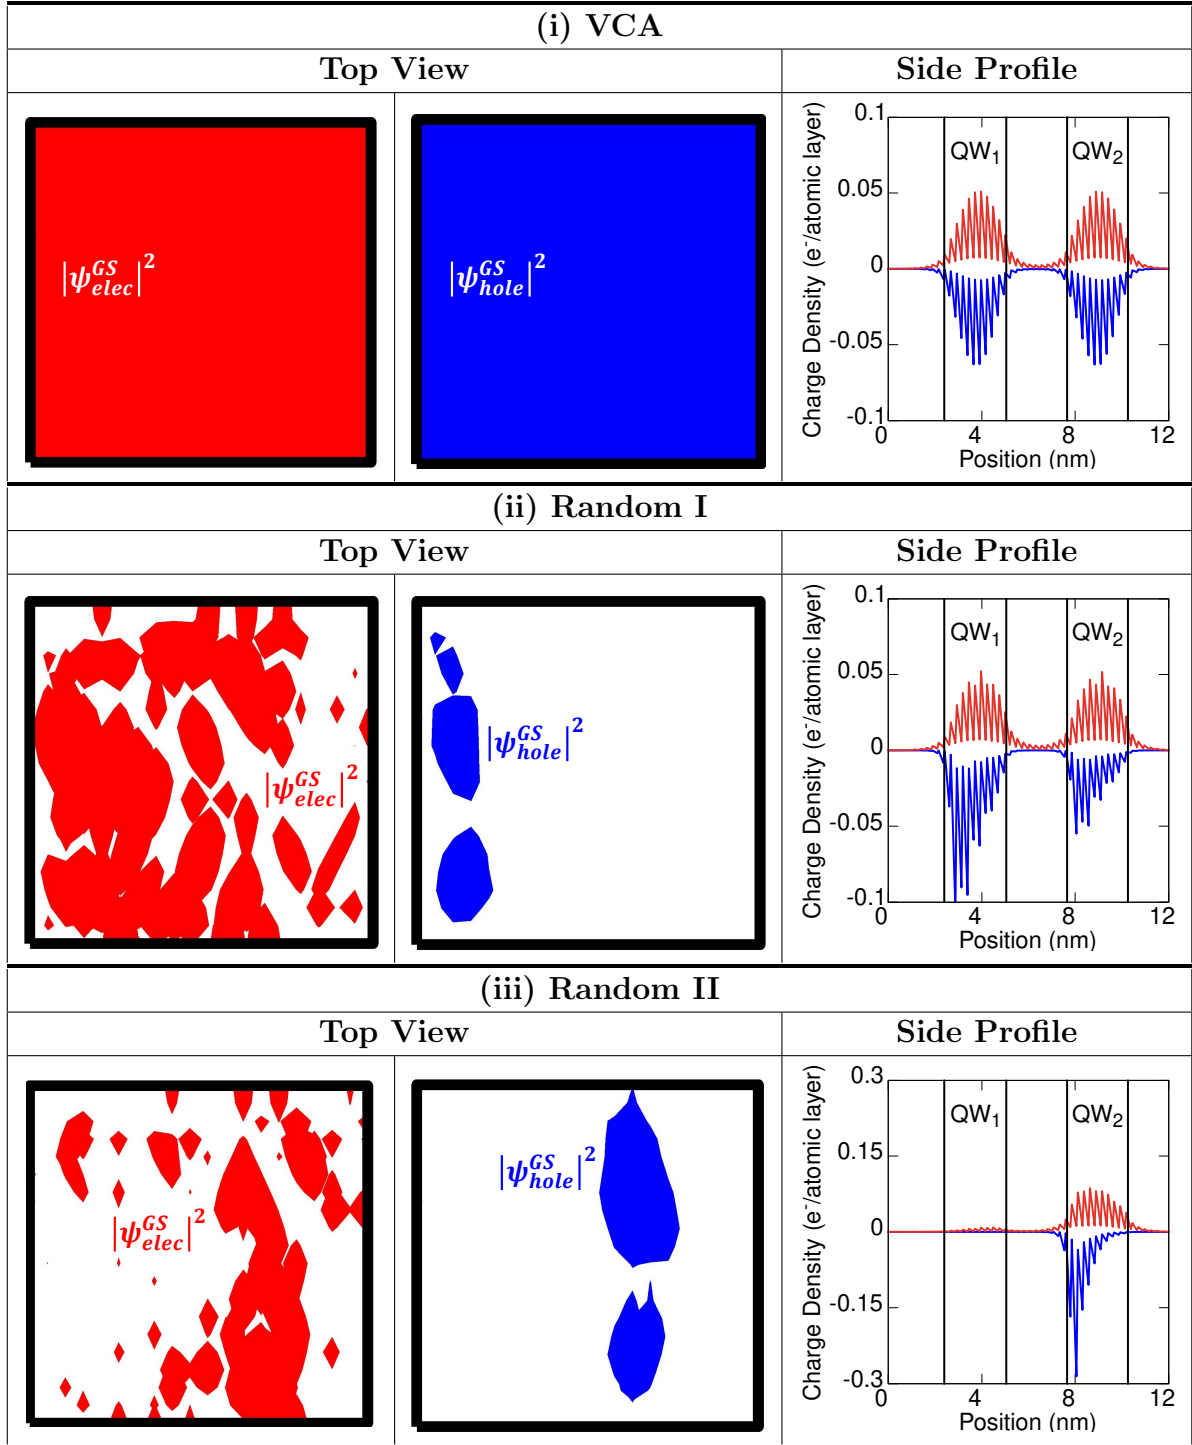 (i) VCA
Top View
Side Profile
|ψ^GS_elec|²
|ψ^GS_hole|²
Charge Density (e⁻/atomic layer)
0.1
0.05
0
-0.05
-0.1
QW₁
QW₂
0
4
8
12
Position (nm)
(ii) Random I
Top View
Side Profile
|ψ^GS_elec|²
|ψ^GS_hole|²
Charge Density (e⁻/atomic layer)
0.1
0.05
0
-0.05
-0.1
QW₁
QW₂
0
4
8
12
Position (nm)
(iii) Random II
Top View
Side Profile
|ψ^GS_elec|²
|ψ^GS_hole|²
Charge Density (e⁻/atomic layer)
0.3
0.15
0
-0.15
-0.3
QW₁
QW₂
0
4
8
12
Position (nm)